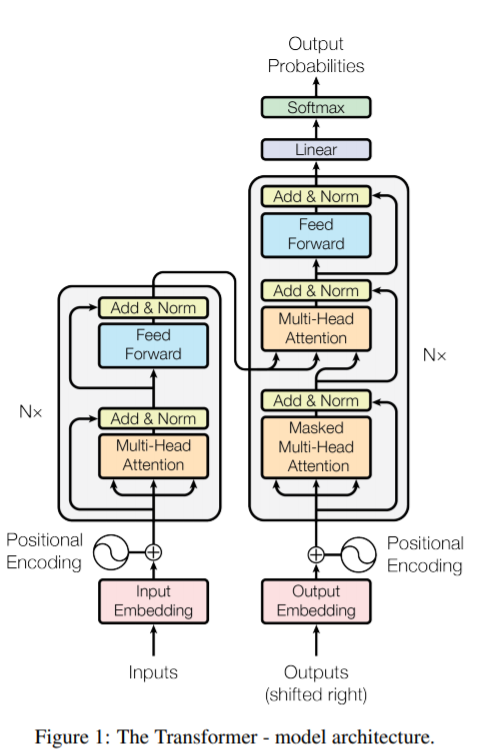 Output
Probabilities
Softmax
Linear
Add & Norm
Feed
Forward
Add & Norm
Multi-Head
Attention
Nx
Add & Norm
Masked
Multi-Head
Attention
Add & Norm
Feed
Forward
Nx
Add & Norm
Multi-Head
Attention
Positional
Encoding
Positional
Encoding
Input
Embedding
Output
Embedding
Inputs
Outputs
(shifted right)
Figure 1: The Transformer - model architecture.